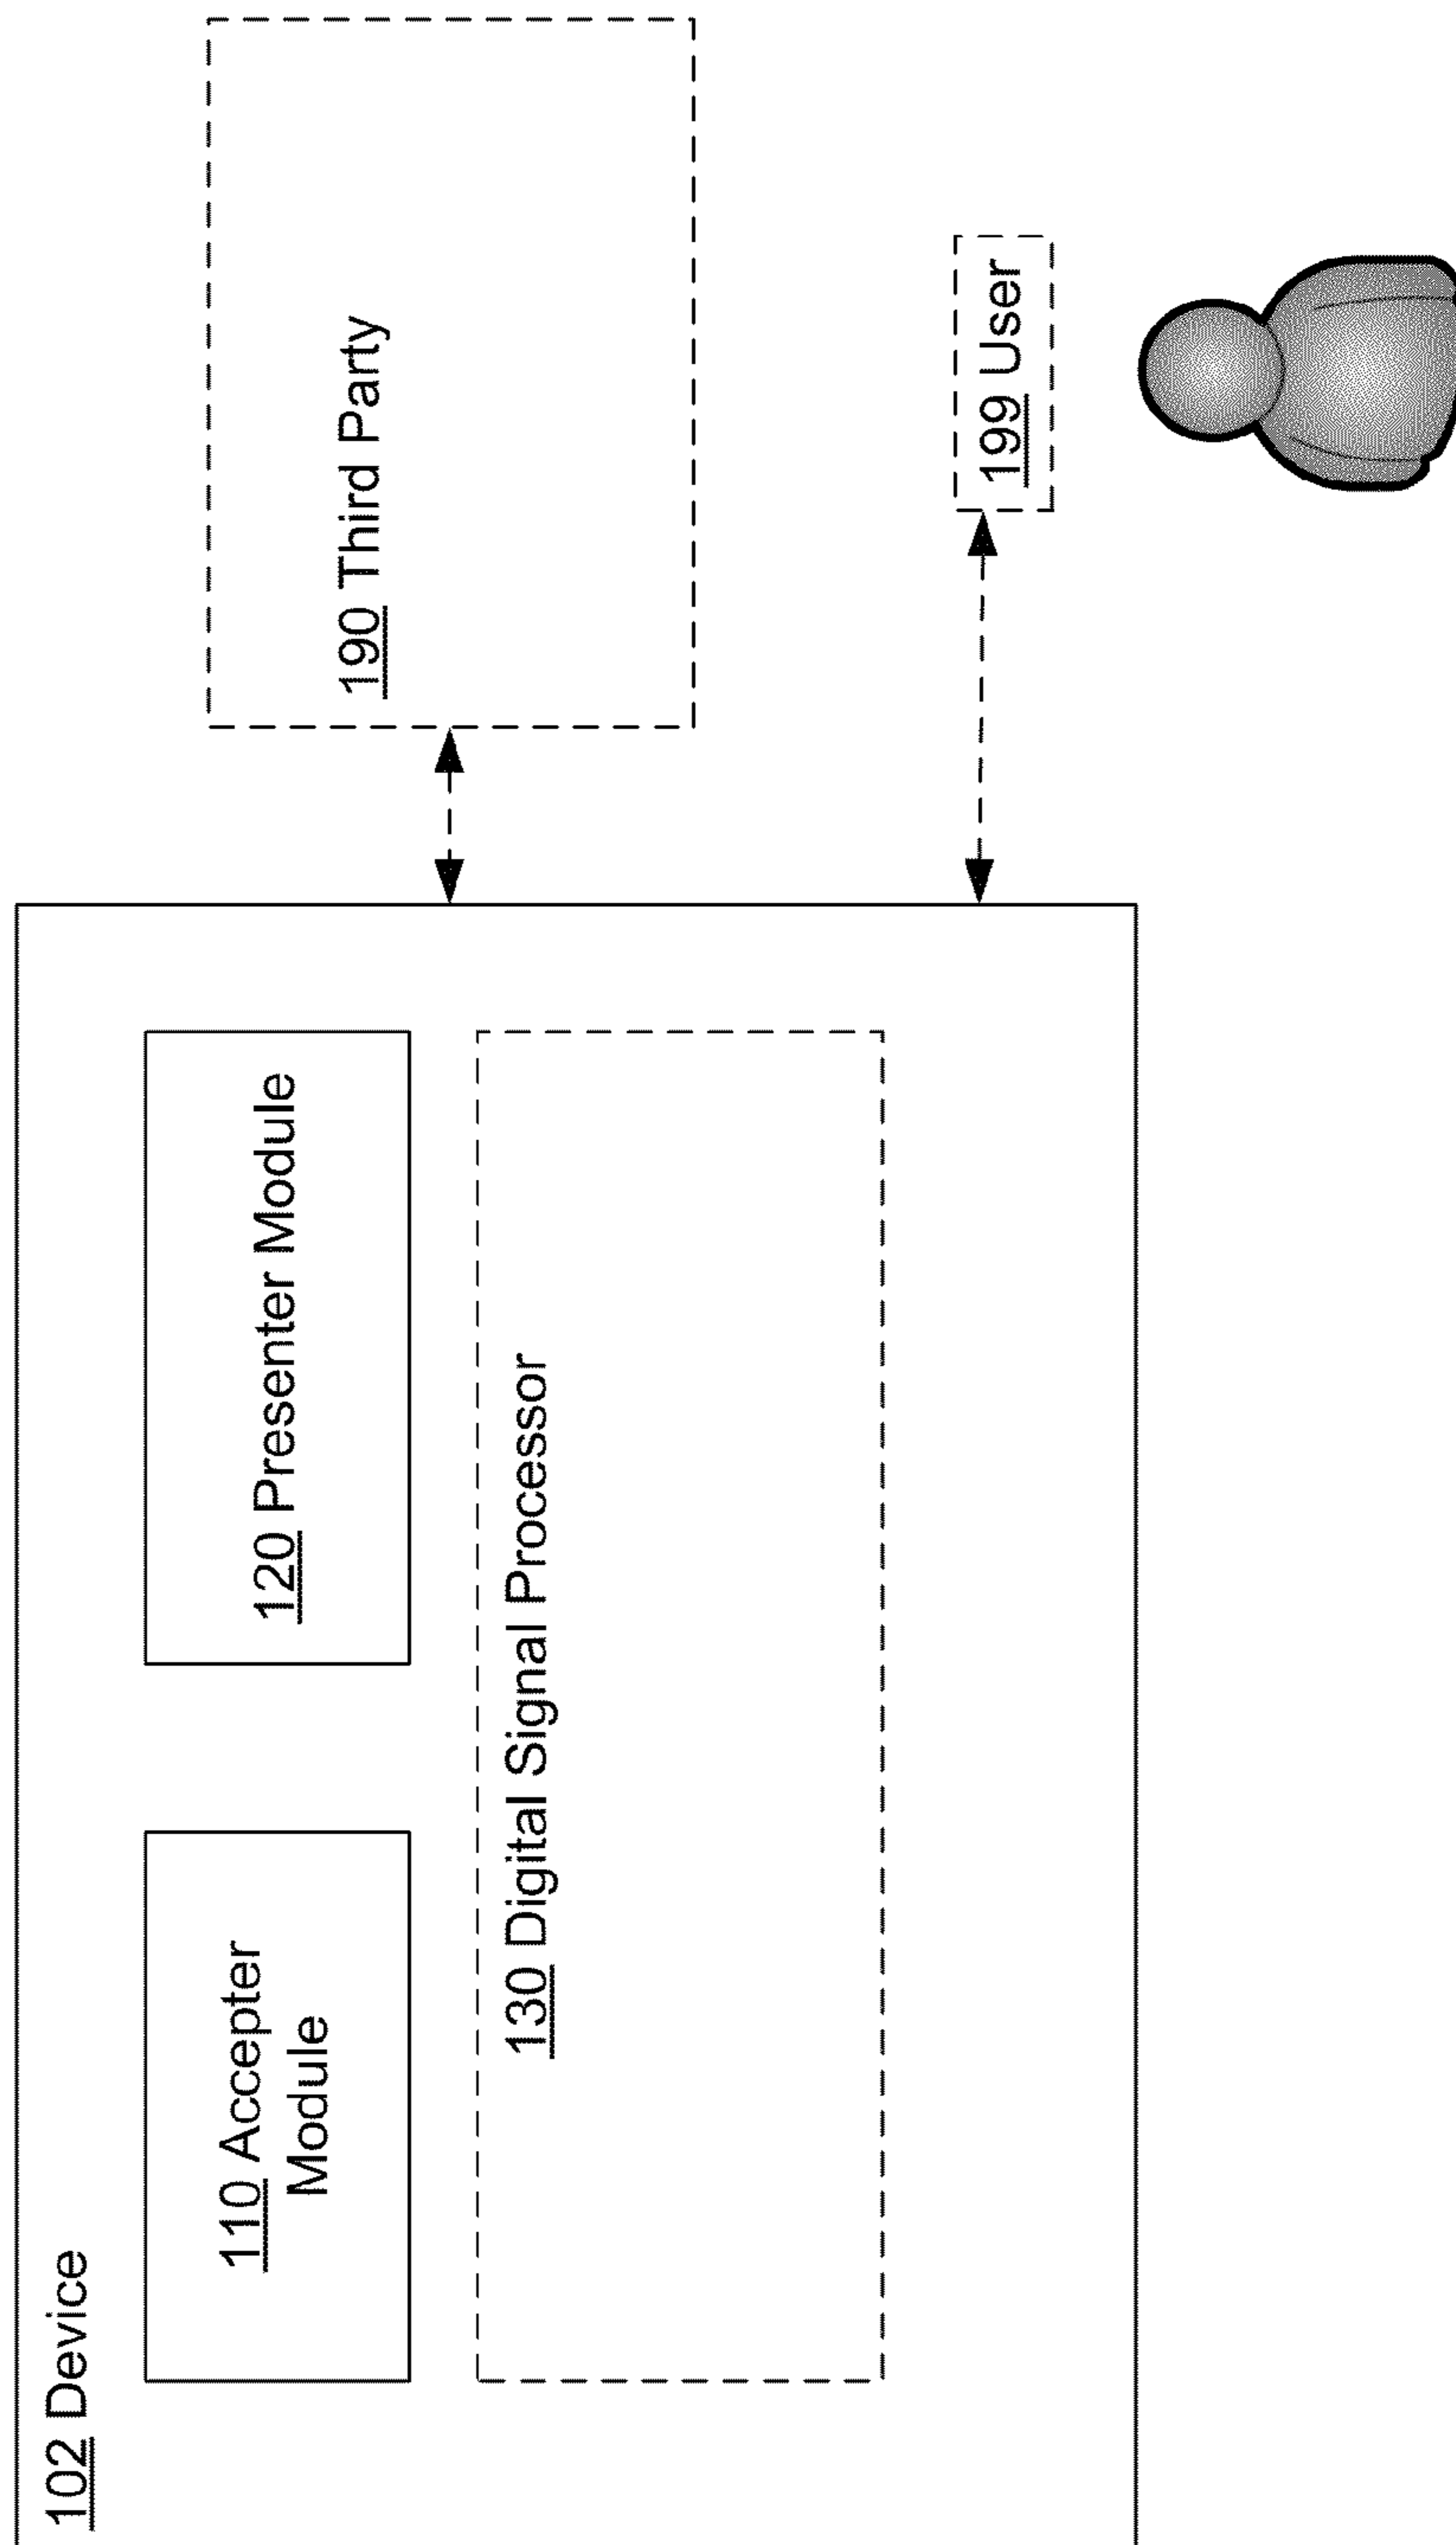 102 Device
110 Accepter
Module
120 Presenter Module
130 Digital Signal Processor
190 Third Party
199 User